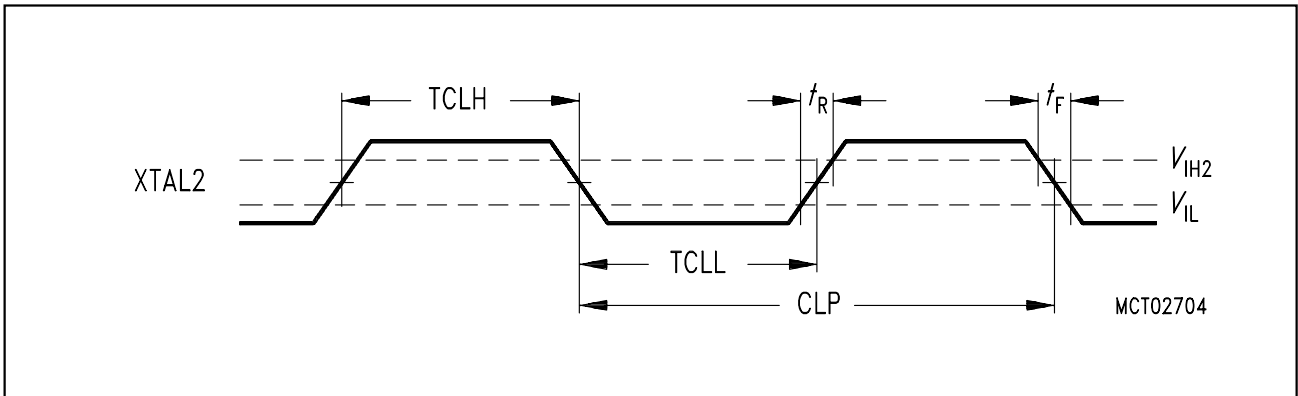 TCLH
tR
tF
XTAL2
VIH2
VIL
TCLL
CLP
MCT02704